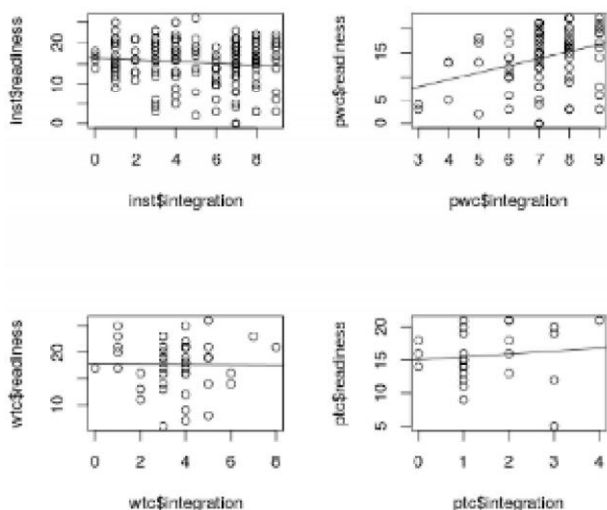 inst$readiness
0 5 15 20
0 2 4 6 8
inst$integration
pwc$readiness
0 5 15
3 4 5 6 7 8 9
pwc$integration
wtc$readiness
10 20
0 2 4 6 8
wtc$integration
ptc$readiness
5 10 15 20
0 1 2 3 4
ptc$integration